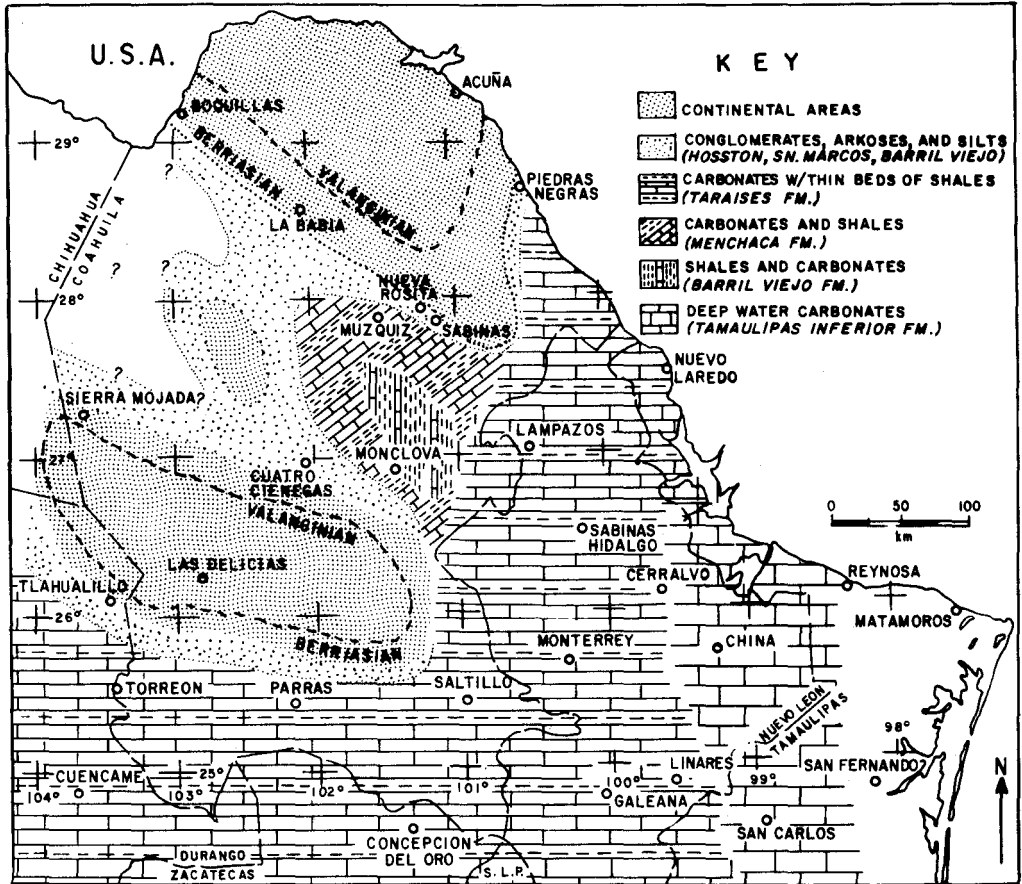 U.S.A.
KEY
CONTINENTAL AREAS
CONGLOMERATES, ARKOSES, AND SILTS
(HOSSTON, SN. MARCOS, BARRIL VIEJO)
CARBONATES W/THIN BEDS OF SHALES
(TARAISES FM.)
CARBONATES AND SHALES
(MENCHACA FM.)
SHALES AND CARBONATES
(BARRIL VIEJO FM.)
DEEP WATER CARBONATES
(TAMAULIPAS INFERIOR FM.)
ACUÑA
BOQUILLAS
29°
BERRIASIAN
VALANGINIAN
?
PIEDRAS
NEGRAS
LA BABIA
CHIHUAHUA
COAHUILA
?
?
28°
NUEVA
ROSITA
MUZQUIZ
SABINAS
NUEVO
LAREDO
?
SIERRA MOJADA?
LAMPAZOS
27°
MONCLOVA
CUATRO
CIENEGAS
VALANGINIAN
0 50 100
km
SABINAS
HIDALGO
LAS DELICIAS
TLAHUALILLO
CERRALVO
REYNOSA
26°
MATAMOROS
BERRIASIAN
MONTERREY
CHINA
TORREON
PARRAS
SALTILLO
NUEVO LEON
TAMAULIPAS
98°
CUENCAME
25°
LINARES
SAN FERNANDO?
N
104°
103°
102°
101°
100°
99°
GALEANA
SAN CARLOS
CONCEPCION
DEL ORO
DURANGO
ZACATECAS
S.L.P.